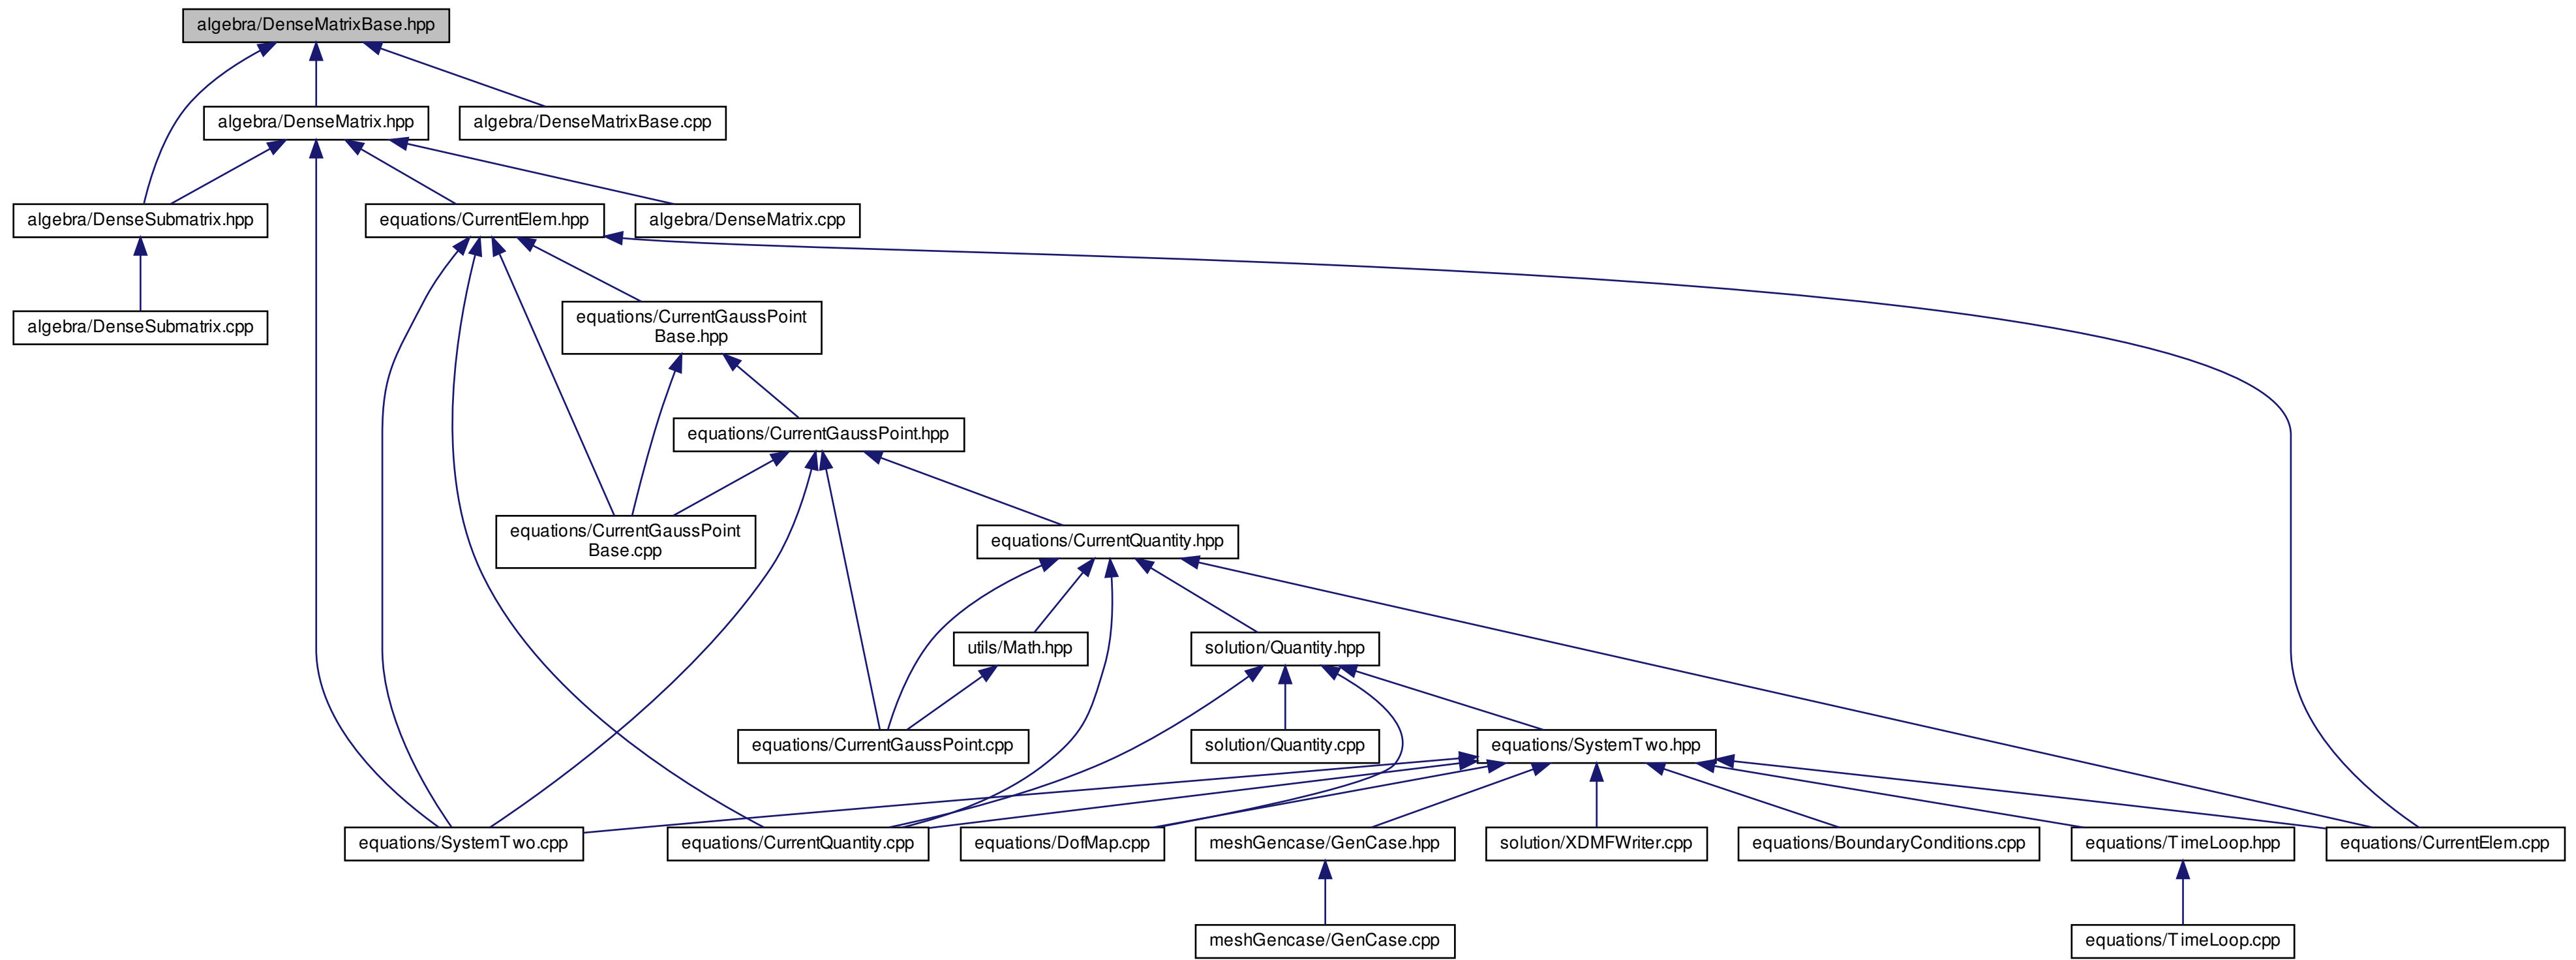 algebra/DenseMatrixBase.hpp
algebra/DenseMatrix.hpp
algebra/DenseMatrixBase.cpp
algebra/DenseSubmatrix.hpp
equations/CurrentElem.hpp
algebra/DenseMatrix.cpp
algebra/DenseSubmatrix.cpp
equations/CurrentGaussPoint
Base.hpp
equations/CurrentGaussPoint.hpp
equations/CurrentGaussPoint
Base.cpp
equations/CurrentQuantity.hpp
utils/Math.hpp
solution/Quantity.hpp
equations/CurrentGaussPoint.cpp
solution/Quantity.cpp
equations/SystemTwo.hpp
equations/SystemTwo.cpp
equations/CurrentQuantity.cpp
equations/DofMap.cpp
meshGencase/GenCase.hpp
solution/XDMFWriter.cpp
equations/BoundaryConditions.cpp
equations/TimeLoop.hpp
equations/CurrentElem.cpp
meshGencase/GenCase.cpp
equations/TimeLoop.cpp